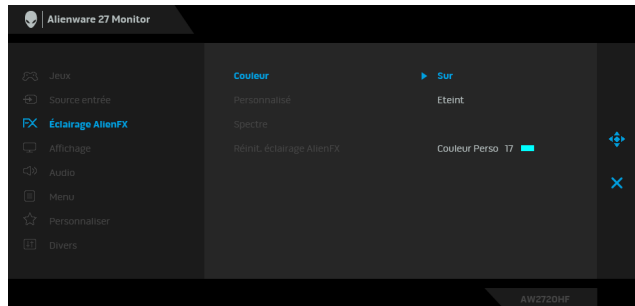 Alienware 27 Monitor
Jeux
Couleur
Sur
Source entrée
Personnalisé
Eteint
FX Éclairage AlienFX
Spectre
Affichage
Réinit. éclairage AlienFX
Couleur Perso 17
Audio
Menu
Personnaliser
Divers
AW2720HF